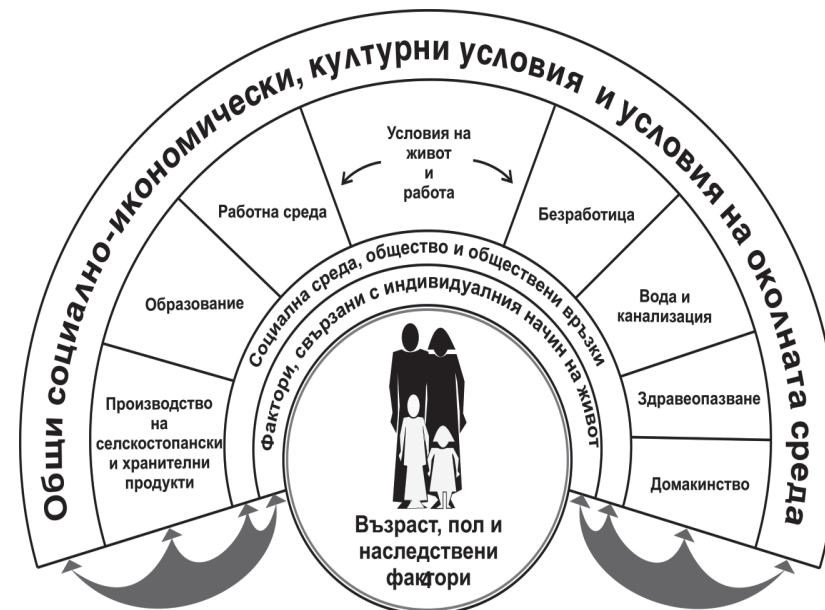 Общи социално-икономически, културни условия и условия на околната среда
Условия на
живот
и
работа
Работна среда
Безработица
Образование
Вода и
канализация
Производство
на
селскостопански
и хранителни
продукти
Здравеопазване
Домакинство
Социална среда, общество и обществени връзки
Фактори, свързани с индивидуалния начин на живот
Възраст, пол и
наследствени
фактори
4